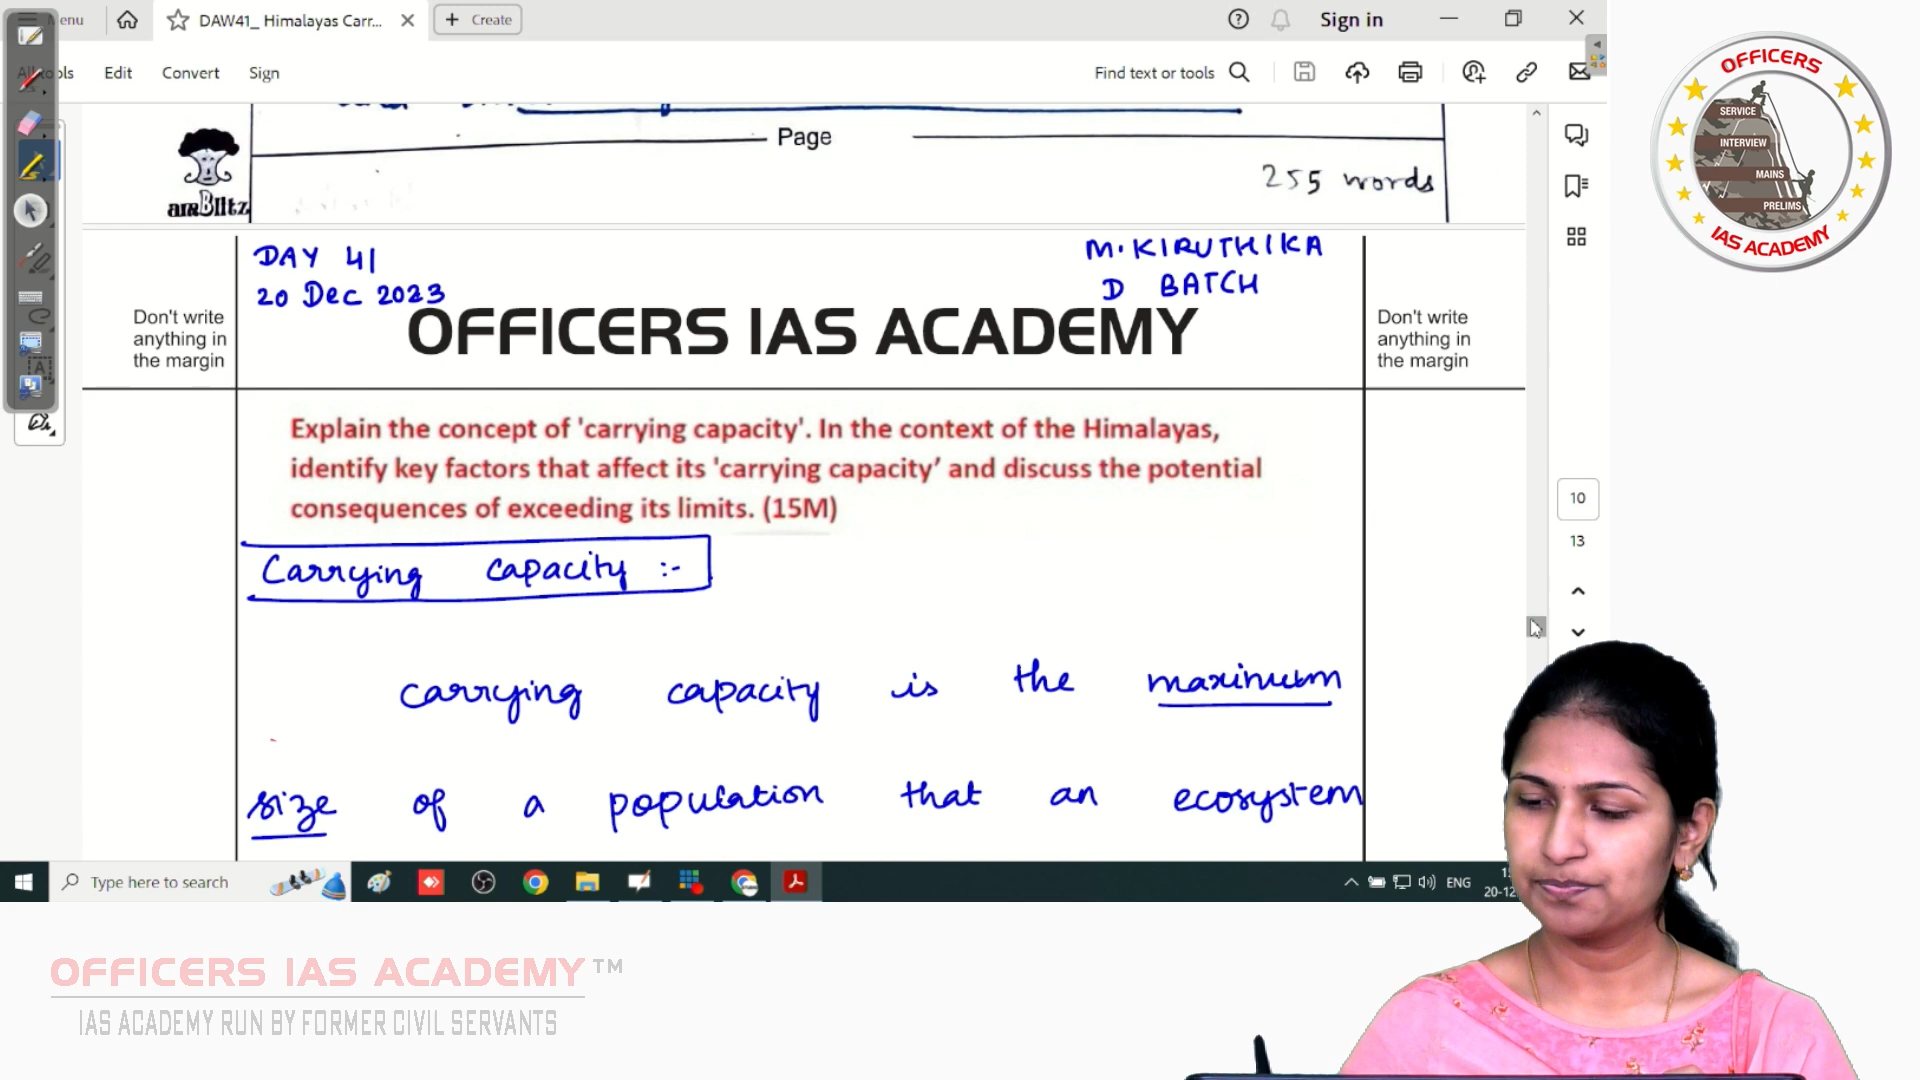 Menu
DAW41_ Himalayas Carr...
Create
Sign in
All tools
Edit
Convert
Sign
Find text or tools
Page
255 words
DAY 41
20 Dec 2023
M. KIRUTHIKA
D BATCH
Don't write
anything in
the margin
OFFICERS IAS ACADEMY
Don't write
anything in
the margin
Explain the concept of 'carrying capacity'. In the context of the Himalayas,
identify key factors that affect its 'carrying capacity’ and discuss the potential
consequences of exceeding its limits. (15M)
Carrying capacity :-
carrying capacity is the maximum
size of a population that an ecosystem
10
13
Type here to search
ENG
20-12
OFFICERS
SERVICE
INTERVIEW
MAINS
PRELIMS
IAS ACADEMY
OFFICERS IAS ACADEMY™
IAS ACADEMY RUN BY FORMER CIVIL SERVANTS